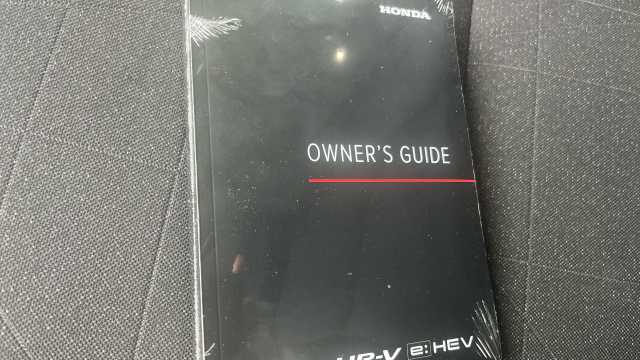 HONDA
OWNER'S GUIDE
HR-V e:HEV